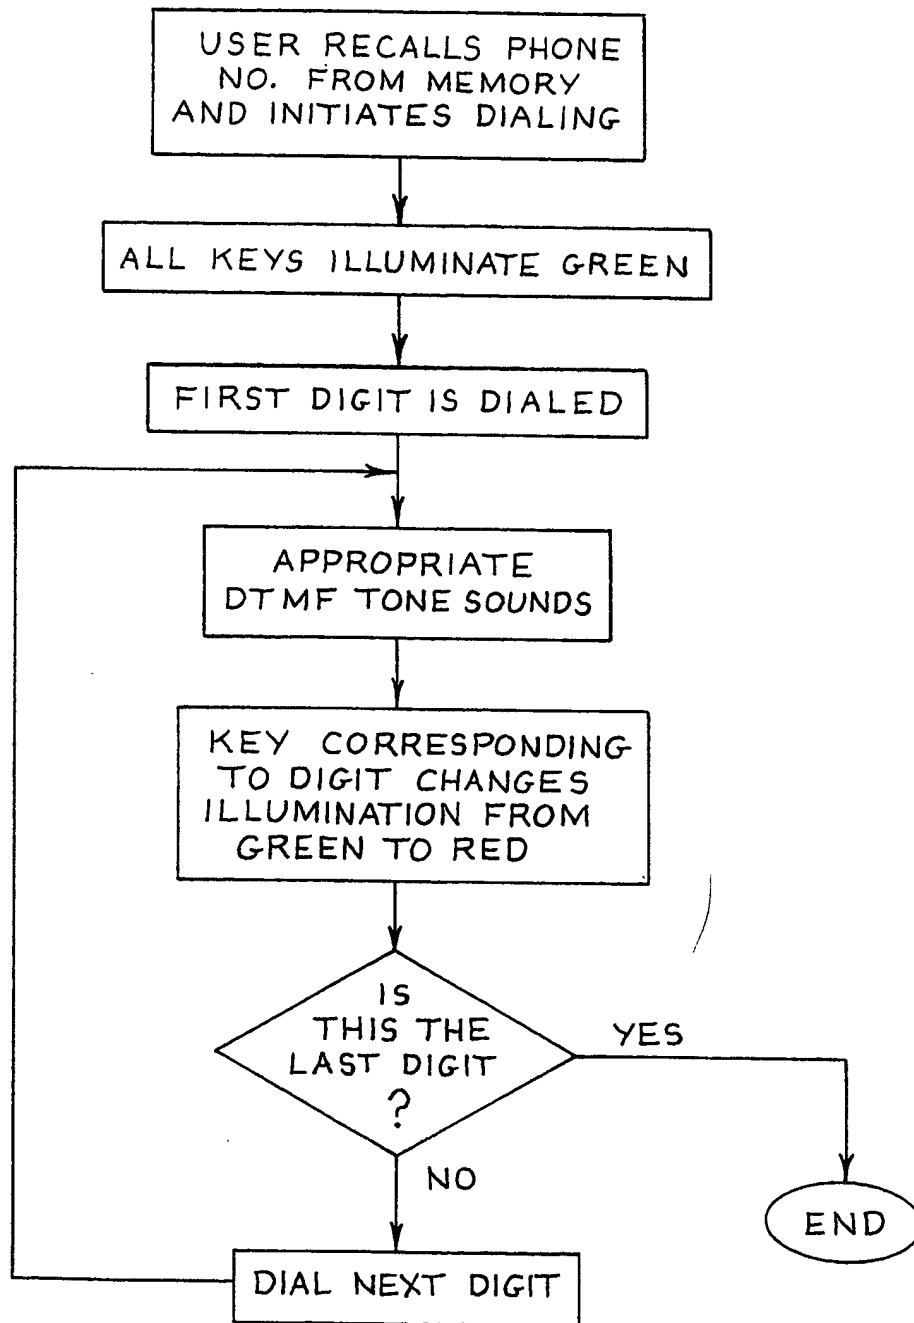 USER RECALLS PHONE
NO. FROM MEMORY
AND INITIATES DIALING
ALL KEYS ILLUMINATE GREEN
FIRST DIGIT IS DIALED
APPROPRIATE
DTMF TONE SOUNDS
KEY CORRESPONDING
TO DIGIT CHANGES
ILLUMINATION FROM
GREEN TO RED
IS
THIS THE
LAST DIGIT
?
YES
NO
END
DIAL NEXT DIGIT